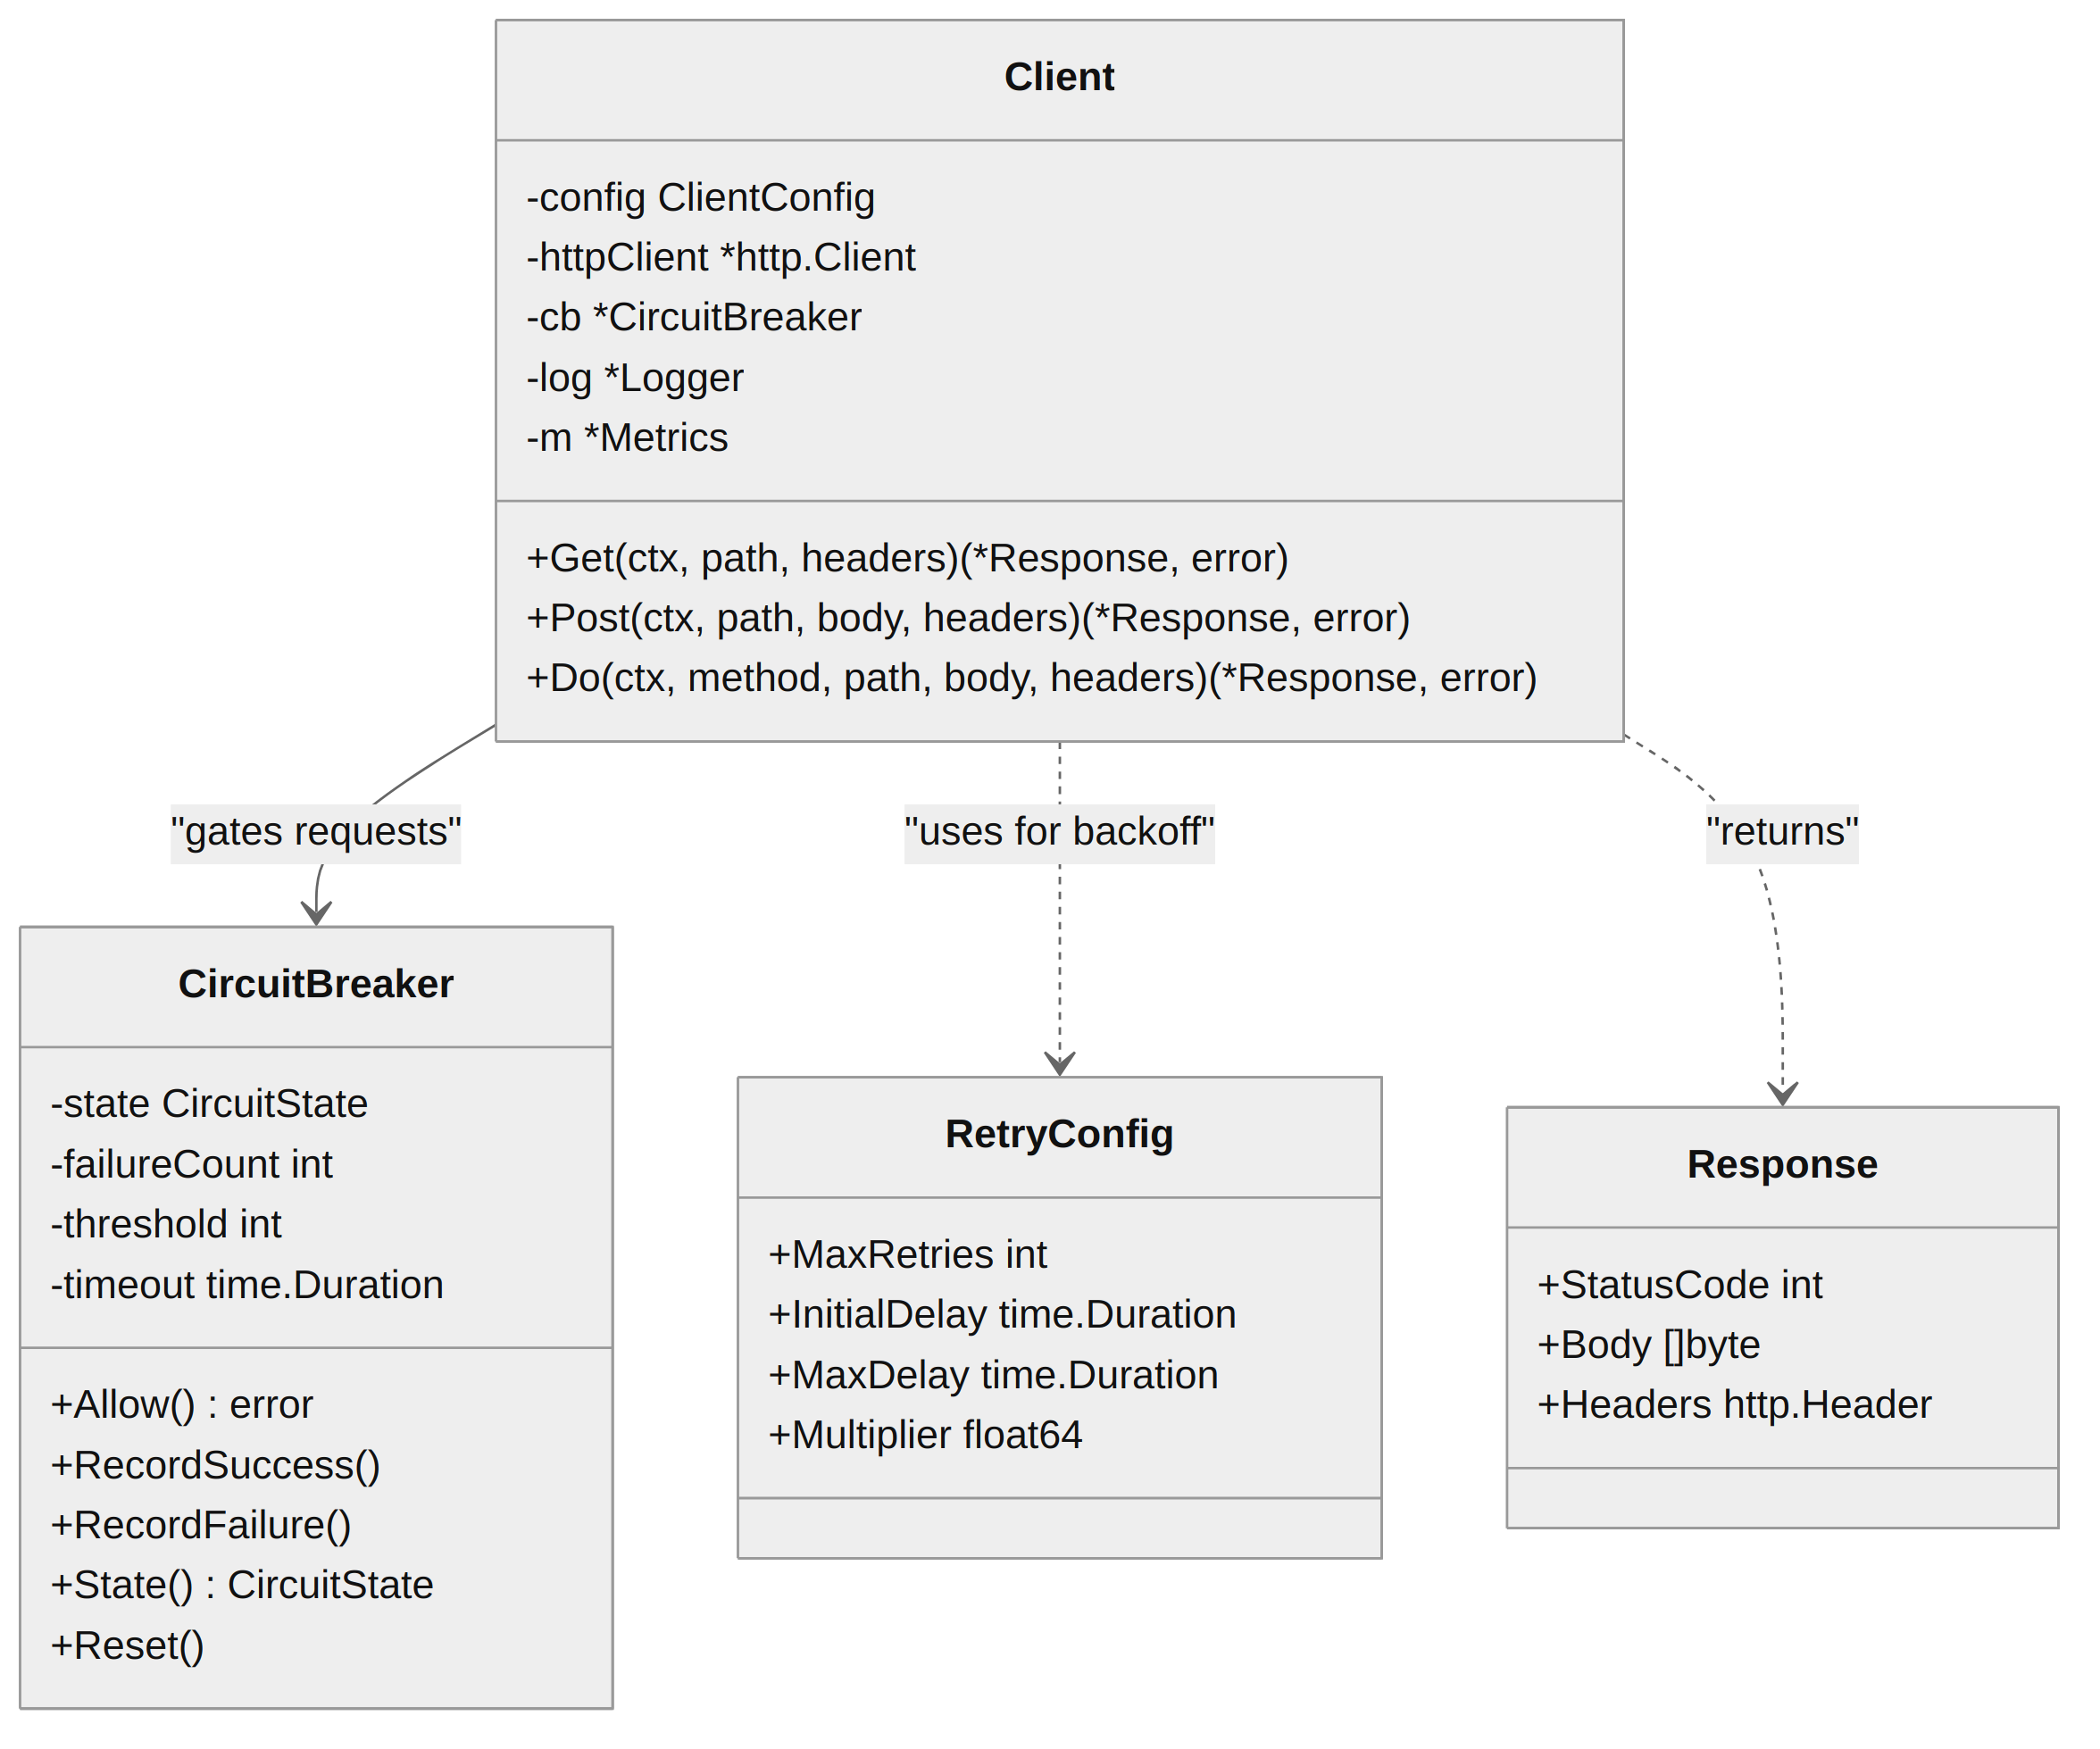 Client
-config ClientConfig
-httpClient *http.Client
-cb *CircuitBreaker
-log *Logger
-m *Metrics
+Get(ctx, path, headers)(*Response, error)
+Post(ctx, path, body, headers)(*Response, error)
+Do(ctx, method, path, body, headers)(*Response, error)
"gates requests"
"uses for backoff"
"returns"
CircuitBreaker
-state CircuitState
-failureCount int
-threshold int
-timeout time.Duration
+Allow() : error
+RecordSuccess()
+RecordFailure()
+State() : CircuitState
+Reset()
RetryConfig
+MaxRetries int
+InitialDelay time.Duration
+MaxDelay time.Duration
+Multiplier float64
Response
+StatusCode int
+Body []byte
+Headers http.Header